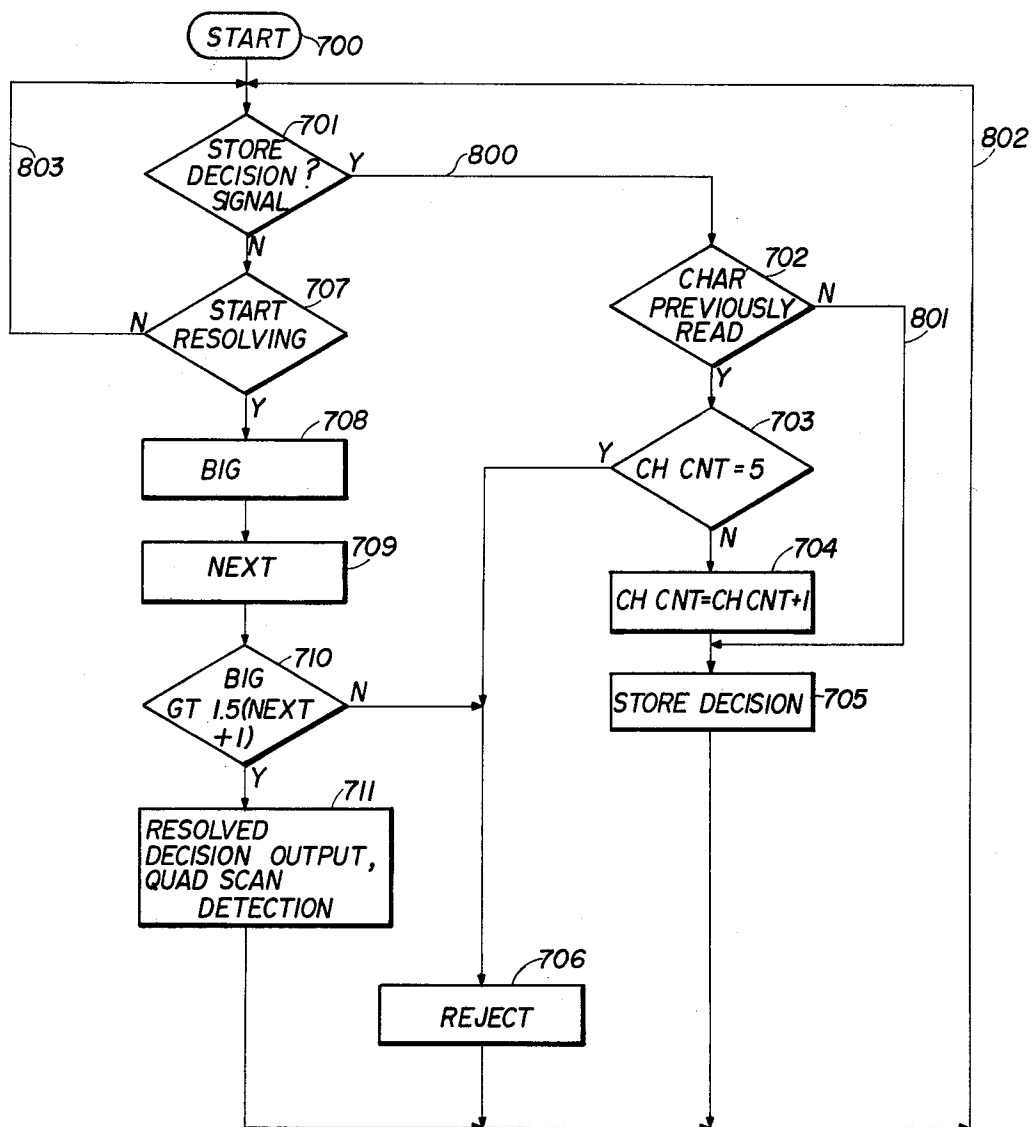 START
700
803
701
STORE
DECISION ?
SIGNAL
Y
800
802
N
702
CHAR
PREVIOUSLY
READ
N
801
Y
707
START
RESOLVING
N
Y
703
CH CNT = 5
Y
N
708
BIG
709
NEXT
704
CH CNT=CH CNT+1
710
BIG
GT 1.5(NEXT
+1)
N
Y
STORE DECISION
705
711
RESOLVED
DECISION OUTPUT,
QUAD SCAN
DETECTION
706
REJECT